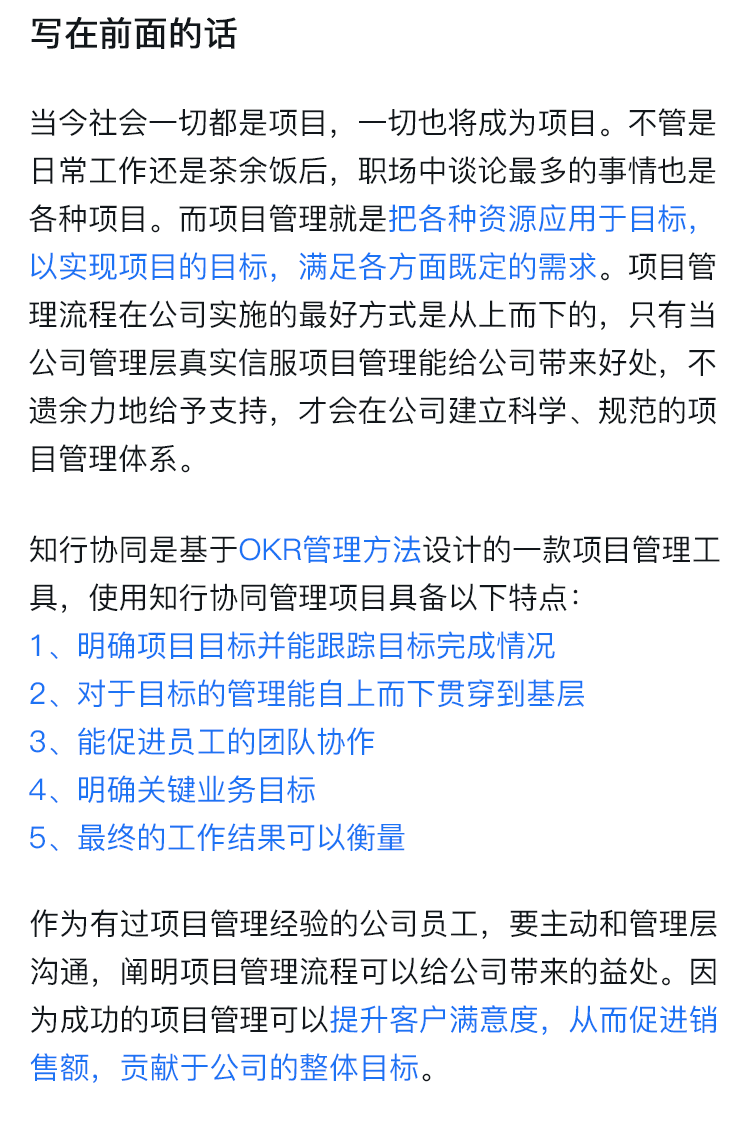 写在前面的话
当今社会一切都是项目，一切也将成为项目。不管是
日常工作还是茶余饭后，职场中谈论最多的事情也是
各种项目。而项目管理就是把各种资源应用于目标，
以实现项目的目标，满足各方面既定的需求。项目管
理流程在公司实施的最好方式是从上而下的，只有当
公司管理层真实信服项目管理能给公司带来好处，不
遗余力地给予支持，才会在公司建立科学、规范的项
目管理体系。
知行协同是基于OKR管理方法设计的一款项目管理工
具，使用知行协同管理项目具备以下特点：
1、明确项目目标并能跟踪目标完成情况
2、对于目标的管理能自上而下贯穿到基层
3、能促进员工的团队协作
4、明确关键业务目标
5、最终的工作结果可以衡量
作为有过项目管理经验的公司员工，要主动和管理层
沟通，阐明项目管理流程可以给公司带来的益处。因
为成功的项目管理可以提升客户满意度，从而促进销
售额，贡献于公司的整体目标。